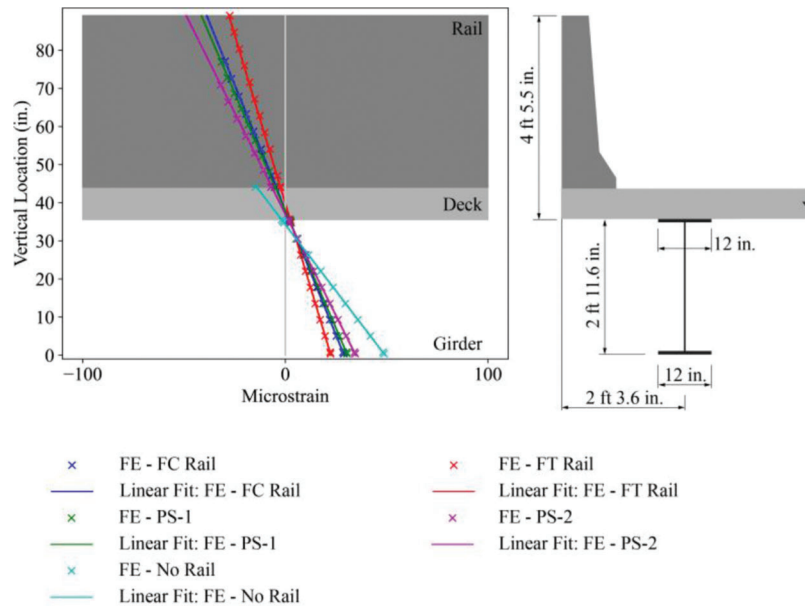 80
70
60
50
40
30
20
10
0
Vertical Location (in.)
Rail
Deck
Girder
−100
0
100
Microstrain
4 ft 5.5 in.
2 ft 11.6 in.
12 in.
12 in.
2 ft 3.6 in.
FE - FC Rail
Linear Fit: FE - FC Rail
FE - PS-1
Linear Fit: FE - PS-1
FE - No Rail
Linear Fit: FE - No Rail
FE - FT Rail
Linear Fit: FE - FT Rail
FE - PS-2
Linear Fit: FE - PS-2